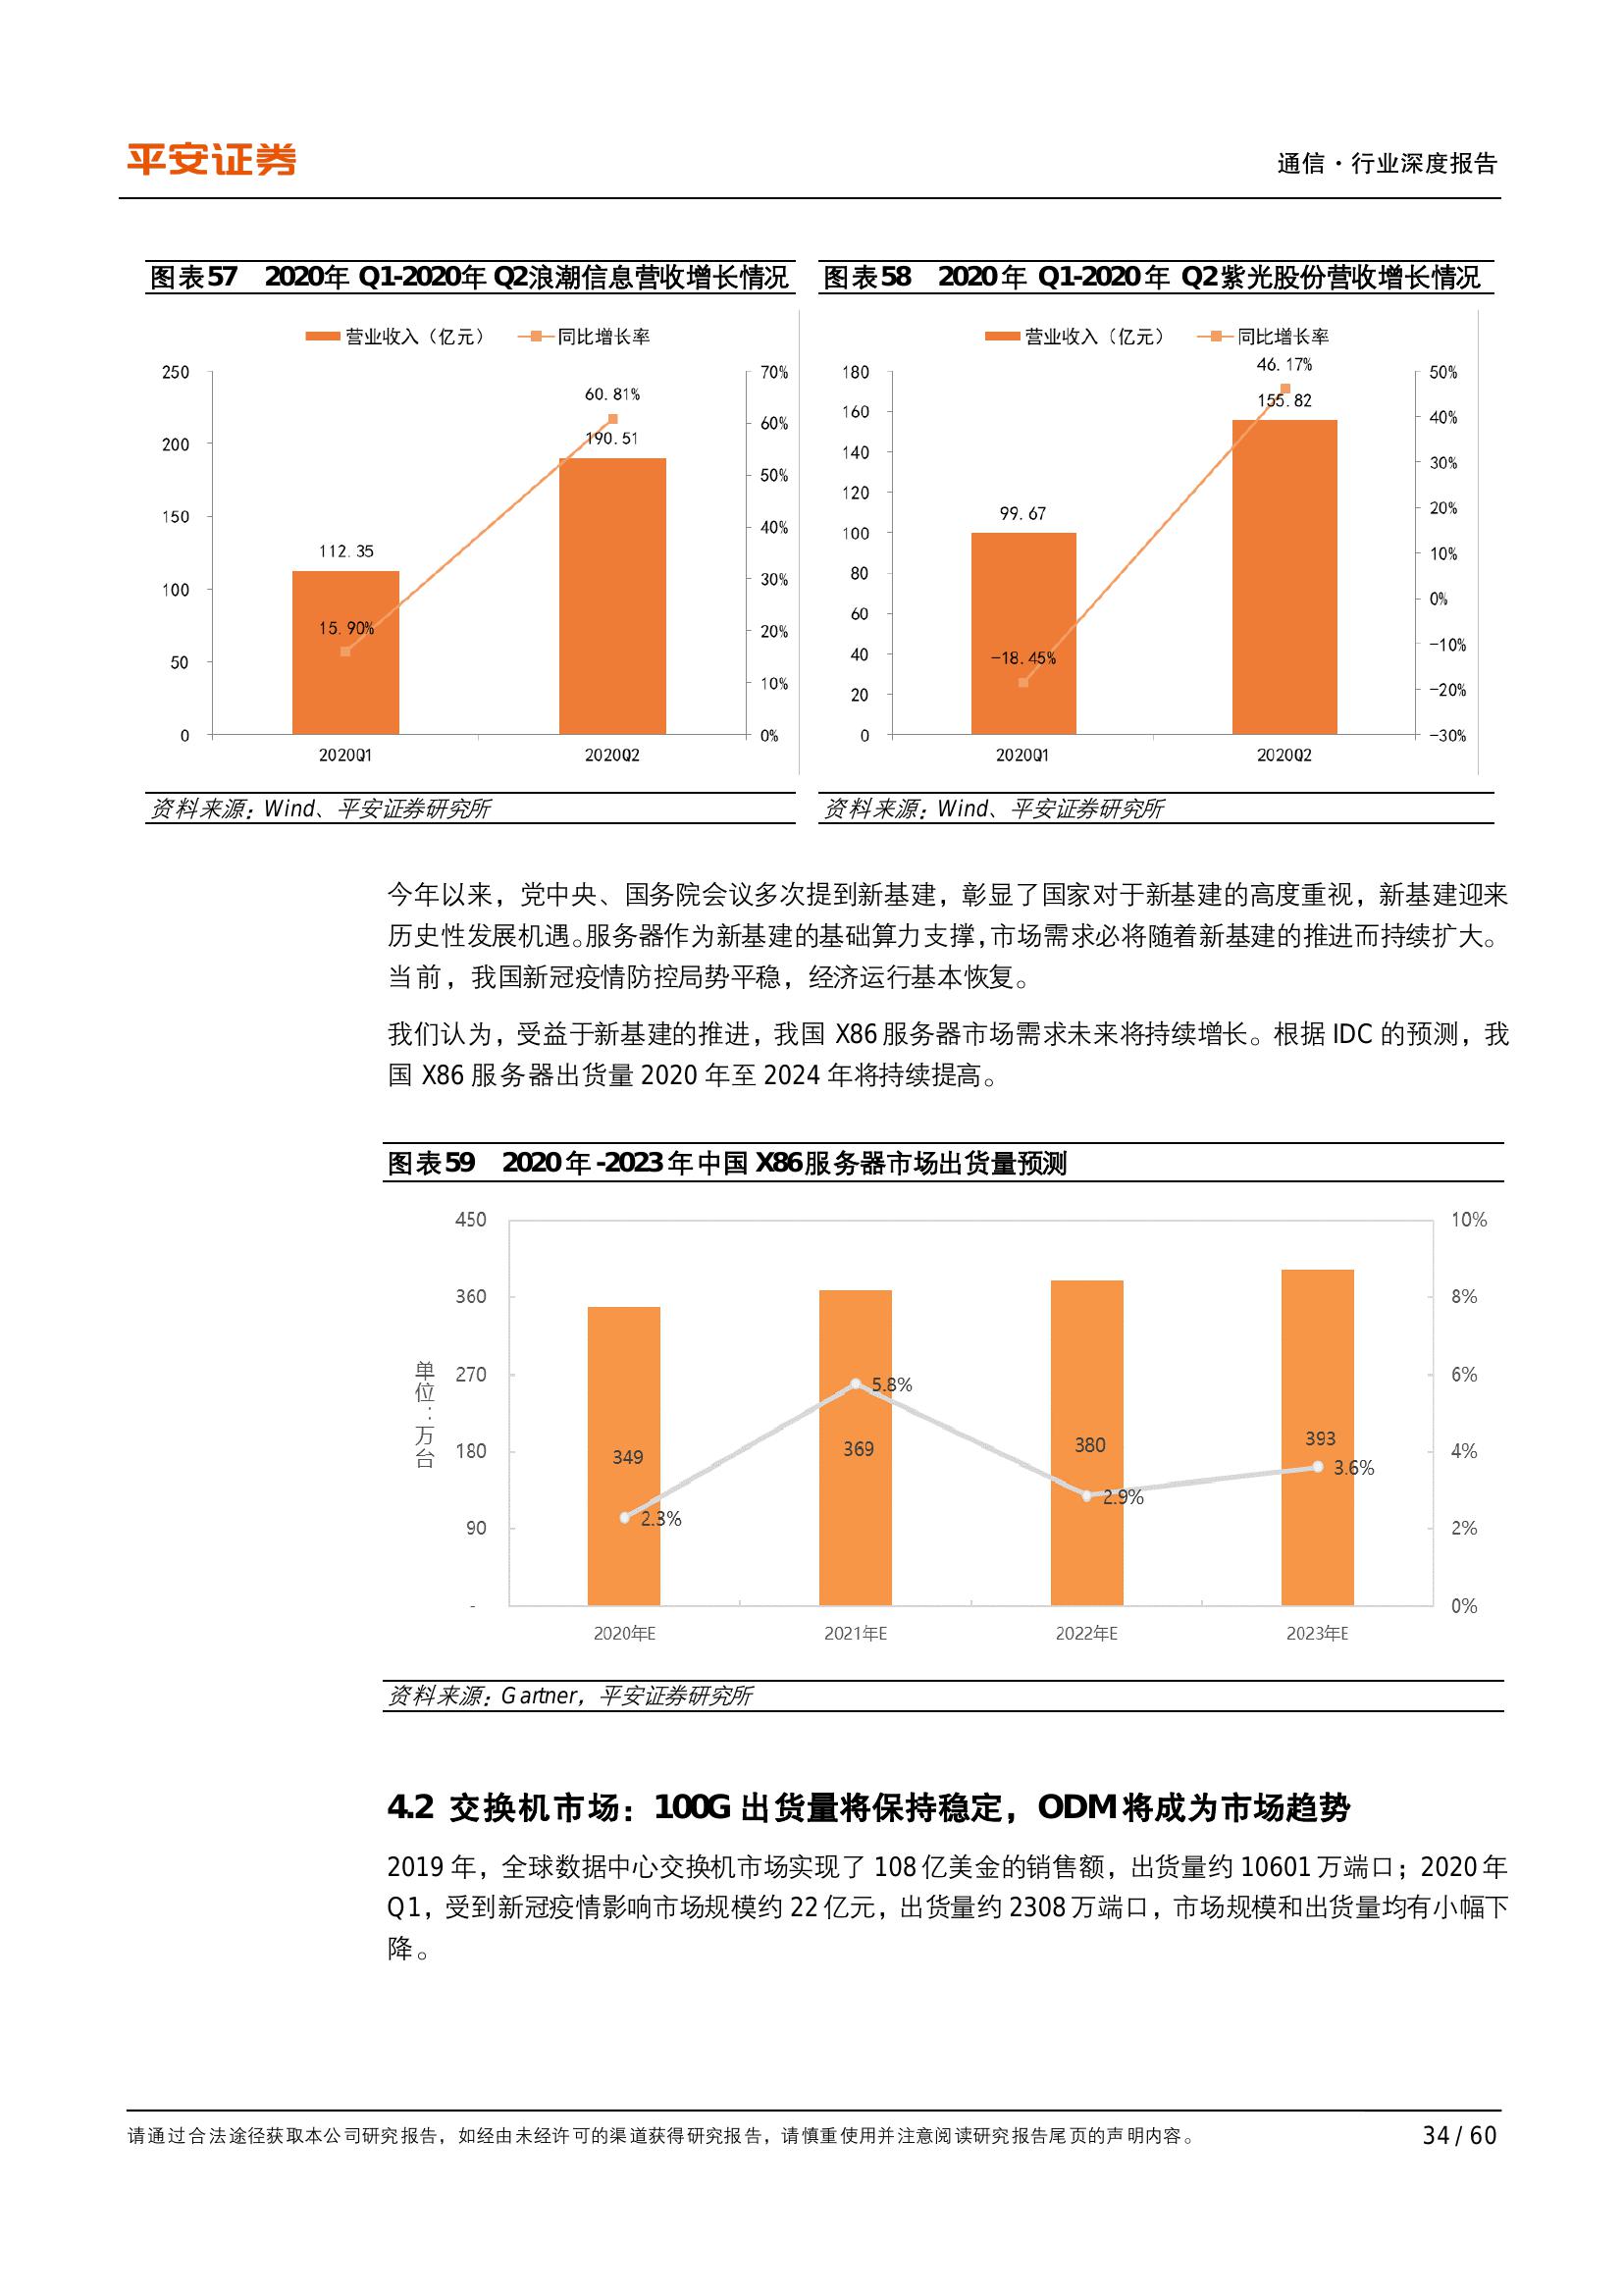 平安证券
通信·行业深度报告
图表57 2020年 Q1-2020年 Q2浪潮信息营收增长情况
营业收入（亿元） 同比增长率
250
200
150
100
50
0
70%
60%
50%
40%
30%
20%
10%
0%
60.81%
190.51
112.35
15.90%
2020Q1 2020Q2
资料来源：Wind、平安证券研究所
图表58 2020年 Q1-2020年 Q2紫光股份营收增长情况
营业收入（亿元） 同比增长率
180
160
140
120
100
80
60
40
20
0
50%
40%
30%
20%
10%
0%
-10%
-20%
-30%
46.17%
155.82
99.67
-18.45%
2020Q1 2020Q2
资料来源：Wind、平安证券研究所
今年以来，党中央、国务院会议多次提到新基建，彰显了国家对于新基建的高度重视，新基建迎来
历史性发展机遇。服务器作为新基建的基础算力支撑，市场需求必将随着新基建的推进而持续扩大。
当前，我国新冠疫情防控局势平稳，经济运行基本恢复。
我们认为，受益于新基建的推进，我国 X86 服务器市场需求未来将持续增长。根据 IDC 的预测，我
国 X86 服务器出货量 2020 年至 2024 年将持续提高。
图表59 2020年-2023年中国 X86服务器市场出货量预测
单位：万台
450
360
270
180
90
-
10%
8%
6%
4%
2%
0%
349
369
380
393
2.3%
5.8%
2.9%
3.6%
2020年E 2021年E 2022年E 2023年E
资料来源：Gartner，平安证券研究所
4.2 交换机市场：100G 出货量将保持稳定，ODM 将成为市场趋势
2019 年，全球数据中心交换机市场实现了 108 亿美金的销售额，出货量约 10601 万端口；2020 年
Q1，受到新冠疫情影响市场规模约 22 亿元，出货量约 2308 万端口，市场规模和出货量均有小幅下
降。
请通过合法途径获取本公司研究报告，如经由未经许可的渠道获得研究报告，请慎重使用并注意阅读研究报告尾页的声明内容。
34 / 60